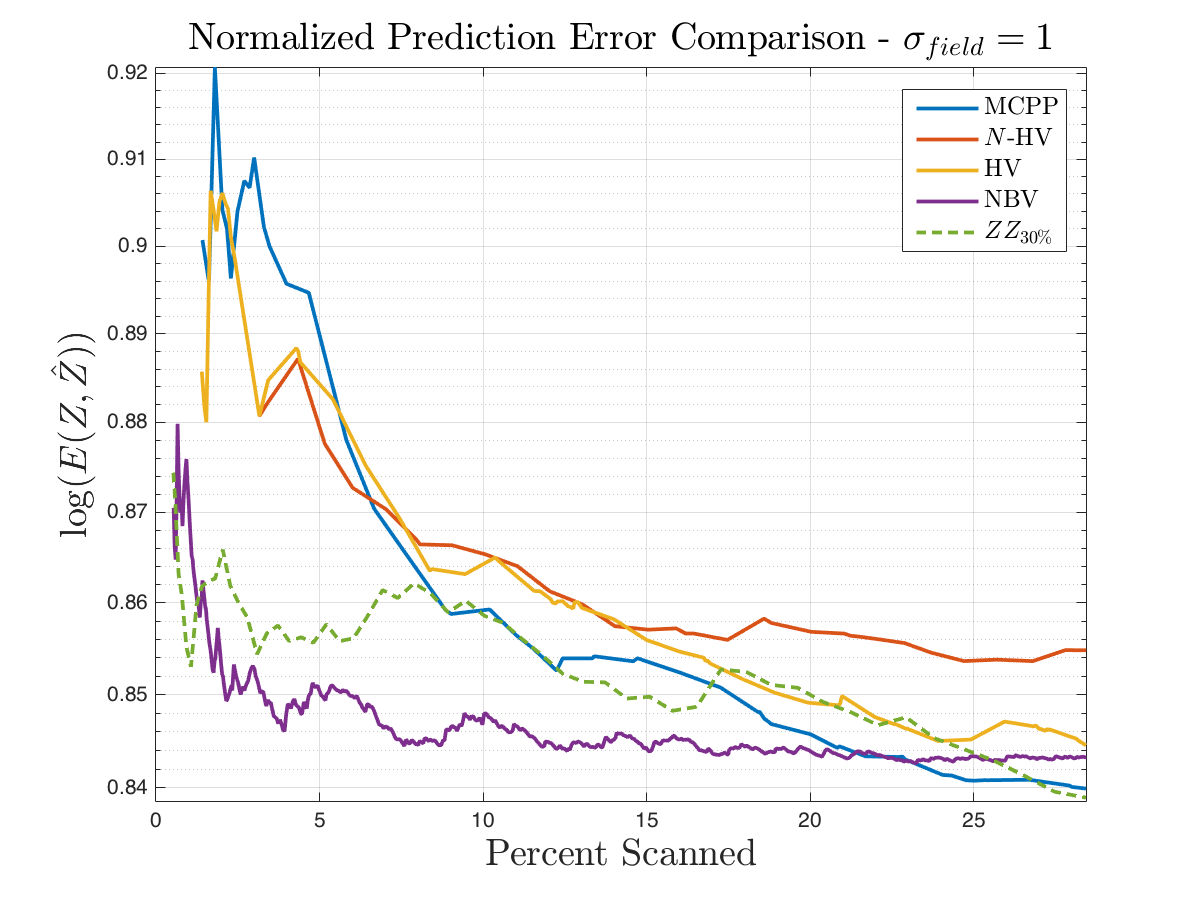 Normalized Prediction Error Comparison - σ_field = 1
0.92
0.91
0.9
0.89
0.88
0.87
0.86
0.85
0.84
log(E(Z, Ẑ))
MCPP
N-HV
HV
NBV
ZZ_30%
0 5 10 15 20 25
Percent Scanned